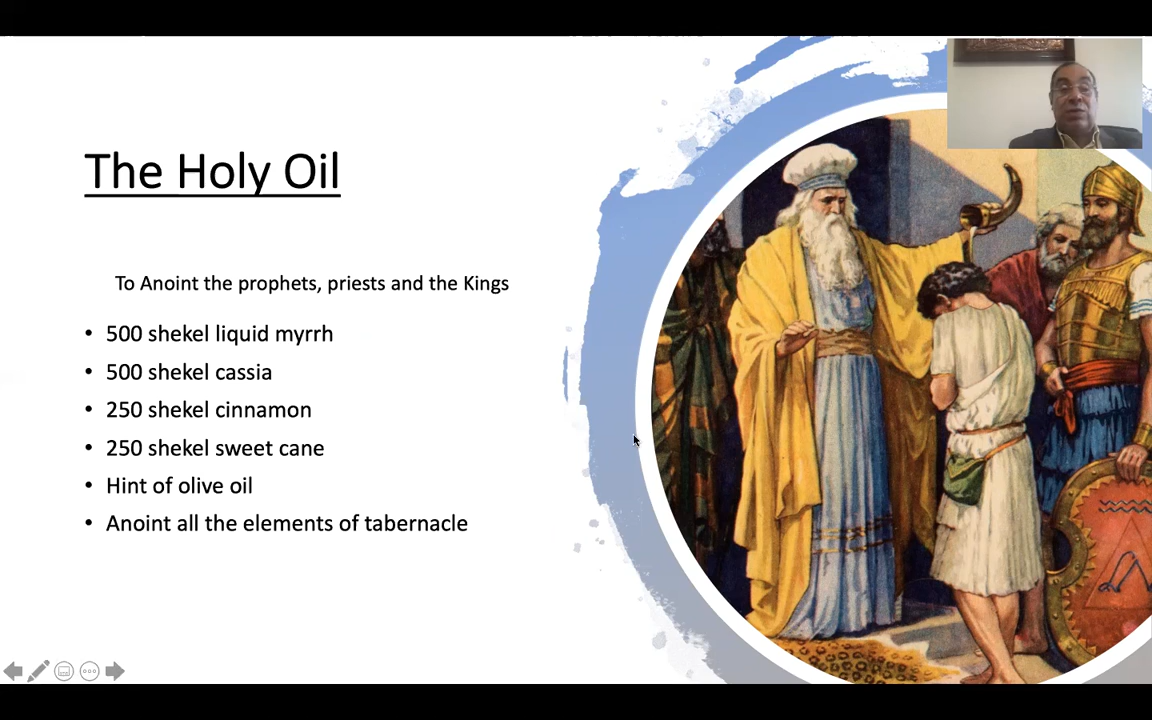 The Holy Oil
To Anoint the prophets, priests and the Kings
• 500 shekel liquid myrrh
• 500 shekel cassia
• 250 shekel cinnamon
• 250 shekel sweet cane
• Hint of olive oil
• Anoint all the elements of tabernacle